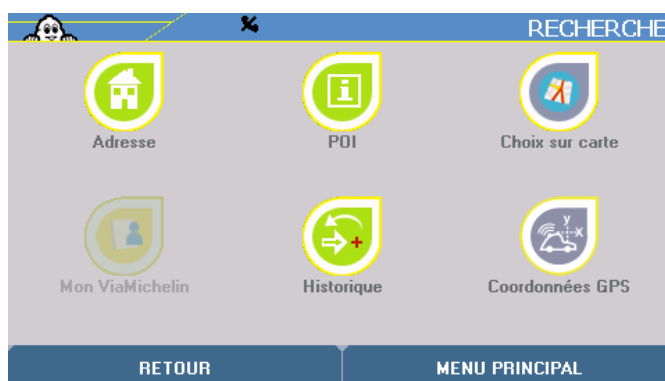 RECHERCHE
Adresse
POI
Choix sur carte
Mon ViaMichelin
Historique
Coordonnées GPS
RETOUR
MENU PRINCIPAL